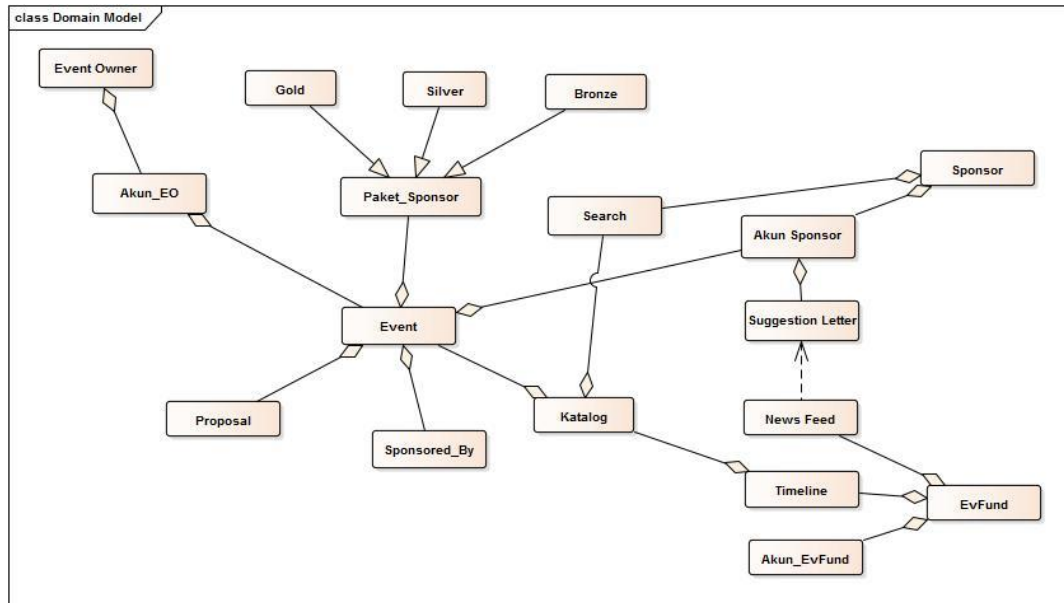 class Domain Model
Event Owner
Gold
Silver
Bronze
Akun_EO
Paket_Sponsor
Sponsor
Search
Akun Sponsor
Event
Suggestion Letter
Proposal
Sponsored_By
Katalog
News Feed
Timeline
EvFund
Akun_EvFund